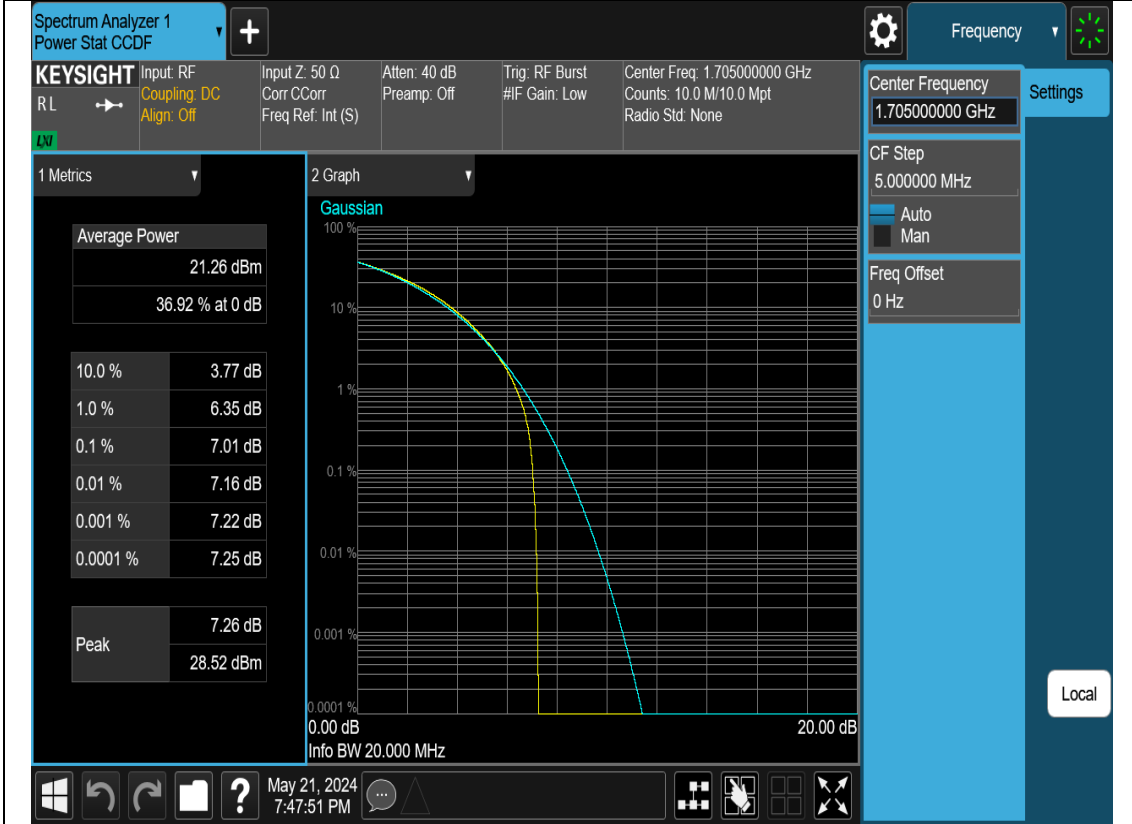 Spectrum Analyzer 1
Power Stat CCDF
Frequency
KEYSIGHT
RL
LXI
Input: RF
Coupling: DC
Align: Off
Input Z: 50 Ω
Corr CCorr
Freq Ref: Int (S)
Atten: 40 dB
Preamp: Off
Trig: RF Burst
#IF Gain: Low
Center Freq: 1.705000000 GHz
Counts: 10.0 M/10.0 Mpt
Radio Std: None
Center Frequency
1.705000000 GHz
Settings
CF Step
5.000000 MHz
Auto
Man
Freq Offset
0 Hz
1 Metrics
Average Power
21.26 dBm
36.92 % at 0 dB
10.0 % 3.77 dB
1.0 % 6.35 dB
0.1 % 7.01 dB
0.01 % 7.16 dB
0.001 % 7.22 dB
0.0001 % 7.25 dB
Peak 7.26 dB
28.52 dBm
2 Graph
Gaussian
100 %
10 %
1 %
0.1 %
0.01 %
0.001 %
0.0001 %
0.00 dB 20.00 dB
Info BW 20.000 MHz
Local
May 21, 2024
7:47:51 PM